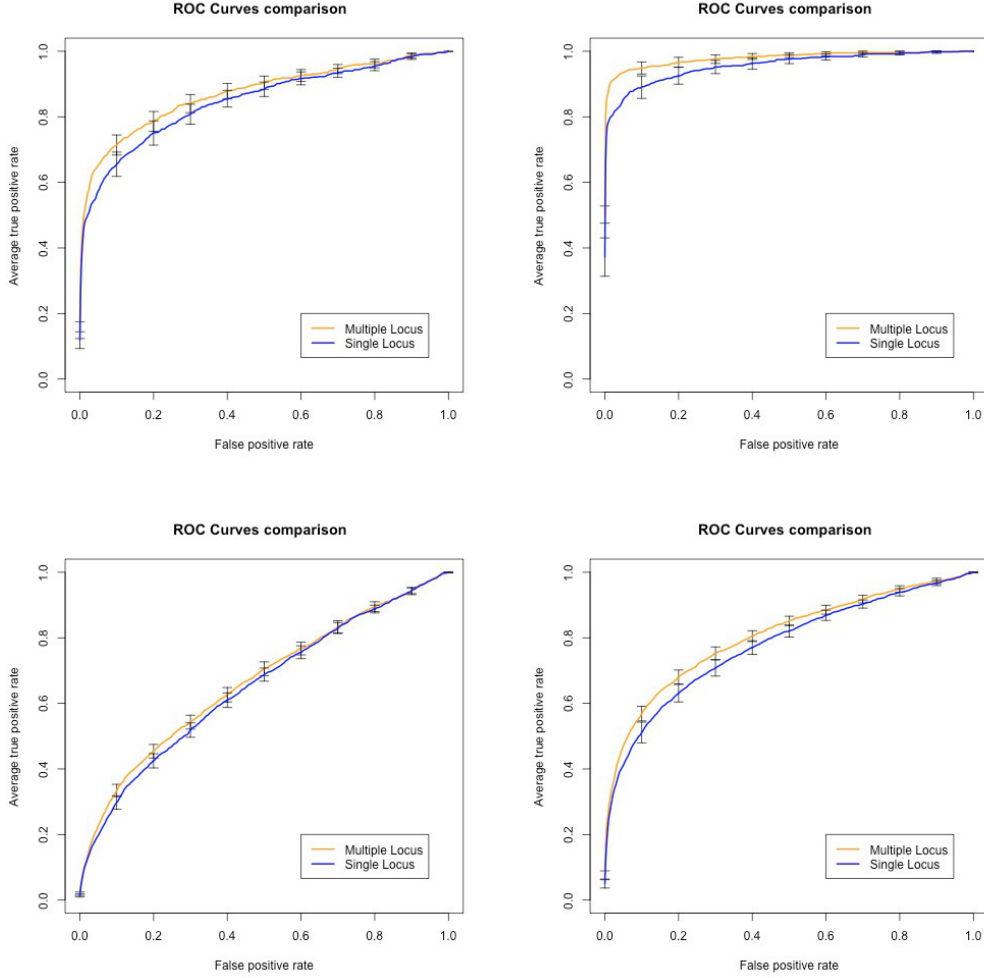 ROC Curves comparison
Average true positive rate
1.0
0.8
0.6
0.4
0.2
0.0
Multiple Locus
Single Locus
0.0 0.2 0.4 0.6 0.8 1.0
False positive rate
ROC Curves comparison
Average true positive rate
1.0
0.8
0.6
0.4
0.2
0.0
Multiple Locus
Single Locus
0.0 0.2 0.4 0.6 0.8 1.0
False positive rate
ROC Curves comparison
Average true positive rate
1.0
0.8
0.6
0.4
0.2
0.0
Multiple Locus
Single Locus
0.0 0.2 0.4 0.6 0.8 1.0
False positive rate
ROC Curves comparison
Average true positive rate
1.0
0.8
0.6
0.4
0.2
0.0
Multiple Locus
Single Locus
0.0 0.2 0.4 0.6 0.8 1.0
False positive rate